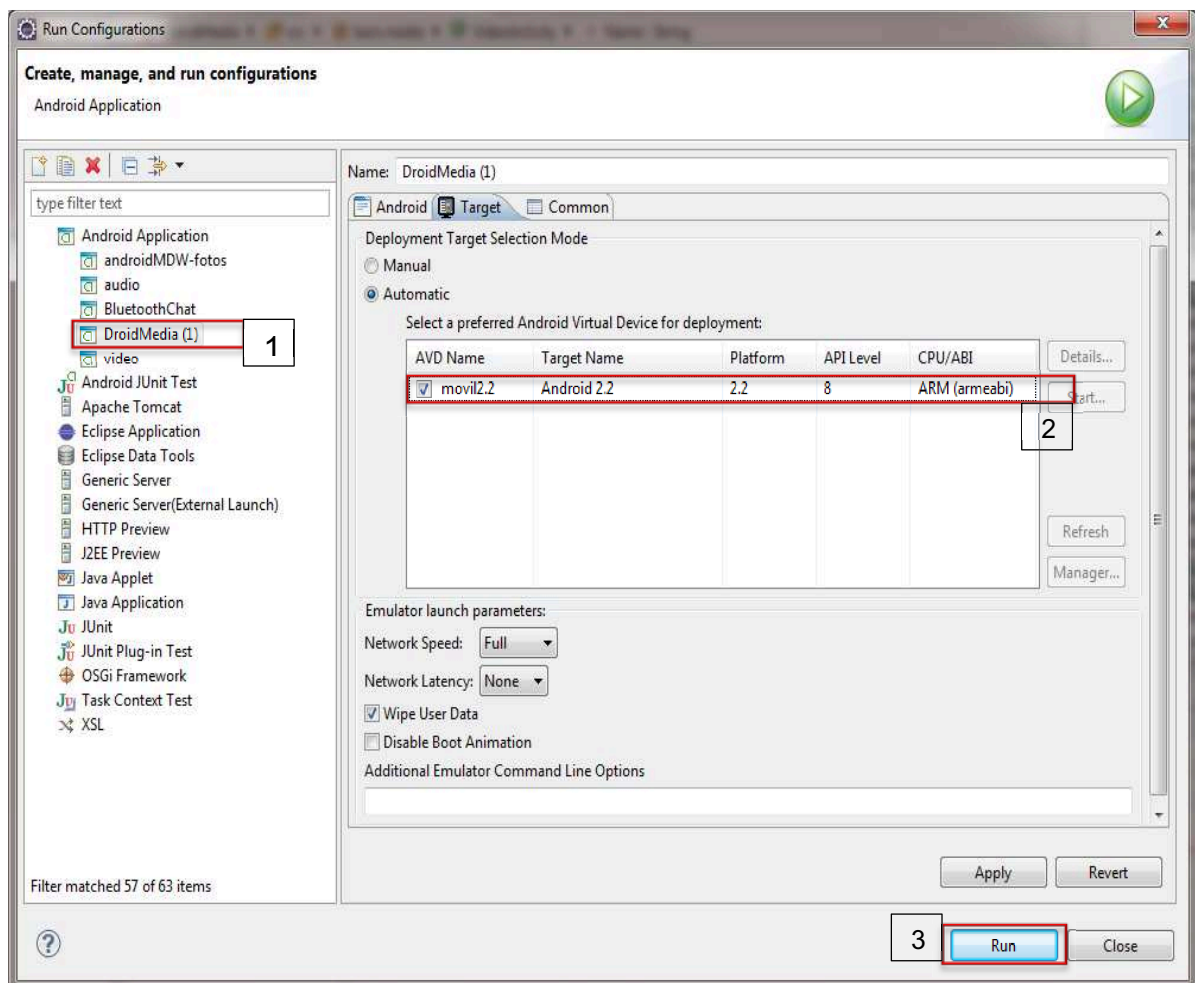 Run Configurations
Create, manage, and run configurations
Android Application
type filter text
Android Application
androidMDW-fotos
audio
BluetoothChat
DroidMedia (1)
1
video
Android JUnit Test
Apache Tomcat
Eclipse Application
Eclipse Data Tools
Generic Server
Generic Server(External Launch)
HTTP Preview
J2EE Preview
Java Applet
Java Application
JUnit
JUnit Plug-in Test
OSGi Framework
Task Context Test
XSL
Filter matched 57 of 63 items
Name: DroidMedia (1)
Android Target Common
Deployment Target Selection Mode
Manual
Automatic
Select a preferred Android Virtual Device for deployment:
AVD Name Target Name Platform API Level CPU/ABI Details...
movil2.2 Android 2.2 2.2 8 ARM (armeabi) Start...
2
Refresh
Manager...
Emulator launch parameters:
Network Speed: Full
Network Latency: None
Wipe User Data
Disable Boot Animation
Additional Emulator Command Line Options
Apply Revert
3 Run Close